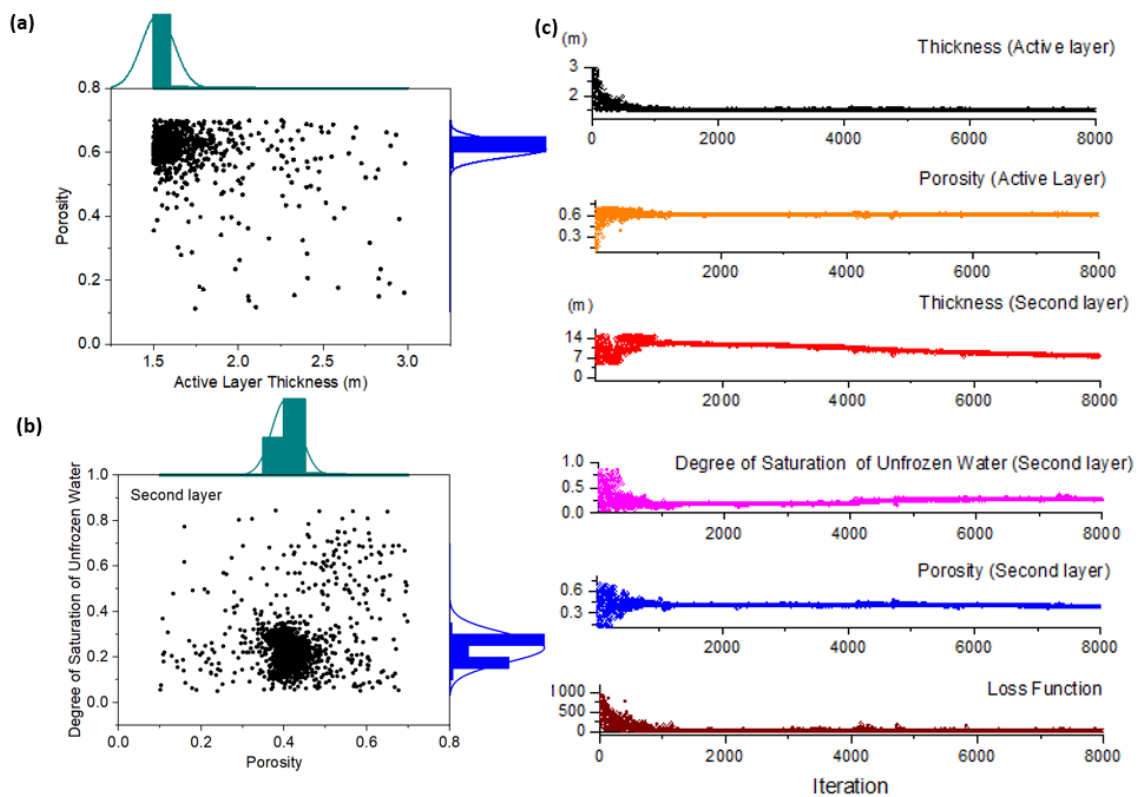 (a)
0.8
0.6
0.4
0.2
0.0
Porosity
1.5 2.0 2.5 3.0
Active Layer Thickness (m)
(b)
Second layer
1.0
0.8
0.6
0.4
0.2
0.0
Degree of Saturation of Unfrozen Water
0.0 0.2 0.4 0.6 0.8
Porosity
(c)
(m)
Thickness (Active layer)
3
2
0 2000 4000 6000 8000
Porosity (Active Layer)
0.6
0.3
2000 4000 6000 8000
(m)
Thickness (Second layer)
14
7
0
2000 4000 6000 8000
Degree of Saturation of Unfrozen Water (Second layer)
1.0
0.5
0.0
2000 4000 6000 8000
Porosity (Second layer)
0.6
0.3
2000 4000 6000 8000
Loss Function
1000
500
0
0 2000 4000 6000 8000
Iteration